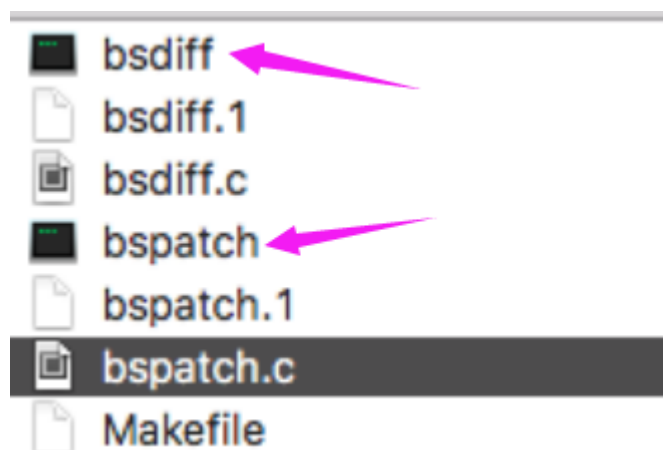 bsdiff
bsdiff.1
bsdiff.c
bspatch
bspatch.1
bspatch.c
Makefile